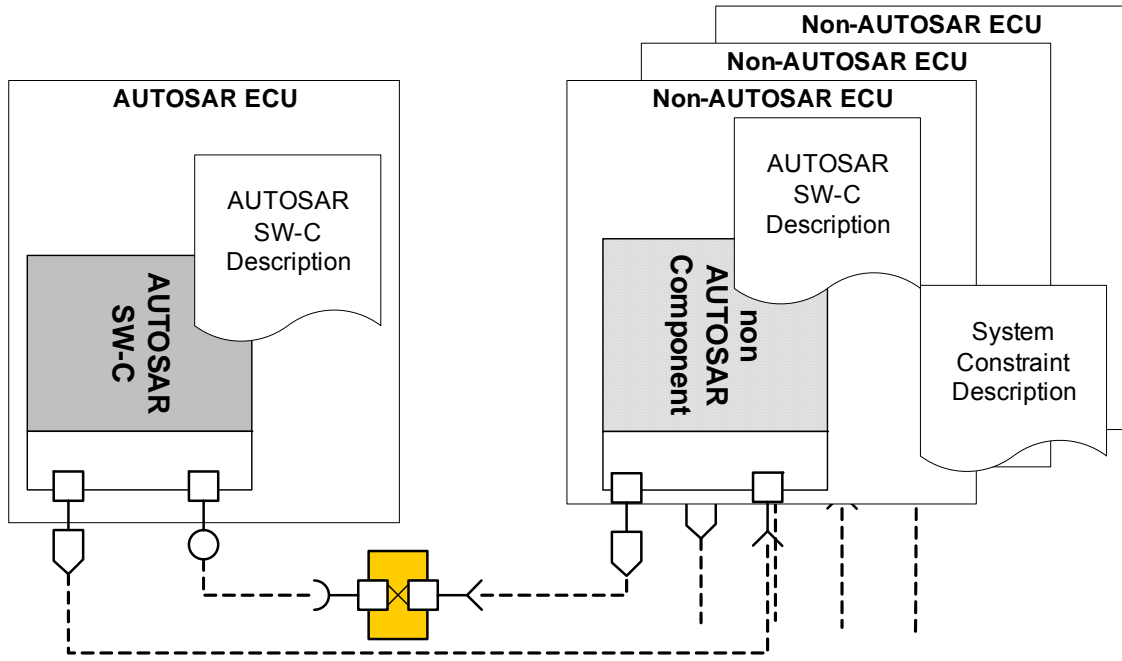 Non-AUTOSAR ECU
Non-AUTOSAR ECU
AUTOSAR ECU
Non-AUTOSAR ECU
AUTOSAR
SW-C
Description
AUTOSAR
SW-C
AUTOSAR
SW-C
Description
non
AUTOSAR
Component
System
Constraint
Description